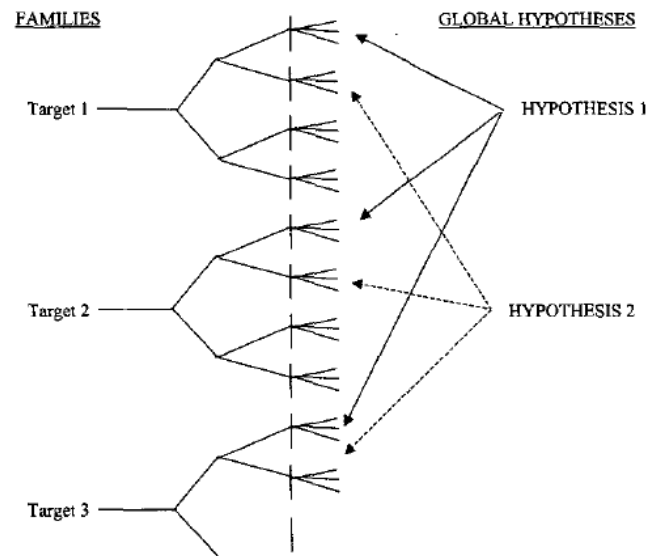 FAMILIES
GLOBAL HYPOTHESES
Target 1
HYPOTHESIS 1
Target 2
HYPOTHESIS 2
Target 3